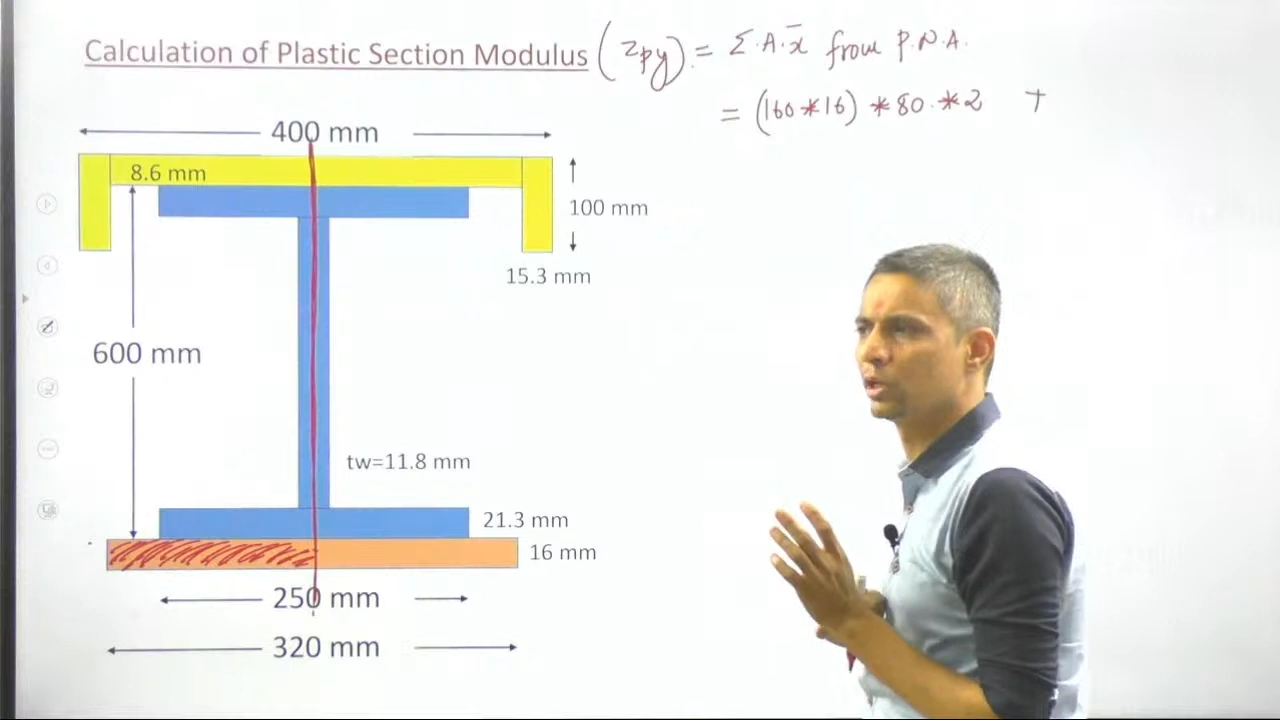 Calculation of Plastic Section Modulus (Zpy) = Σ.A.x̄ from P.N.A.
= (160*16) *80.*2 +
400 mm
8.6 mm
100 mm
15.3 mm
600 mm
tw=11.8 mm
21.3 mm
16 mm
250 mm
320 mm